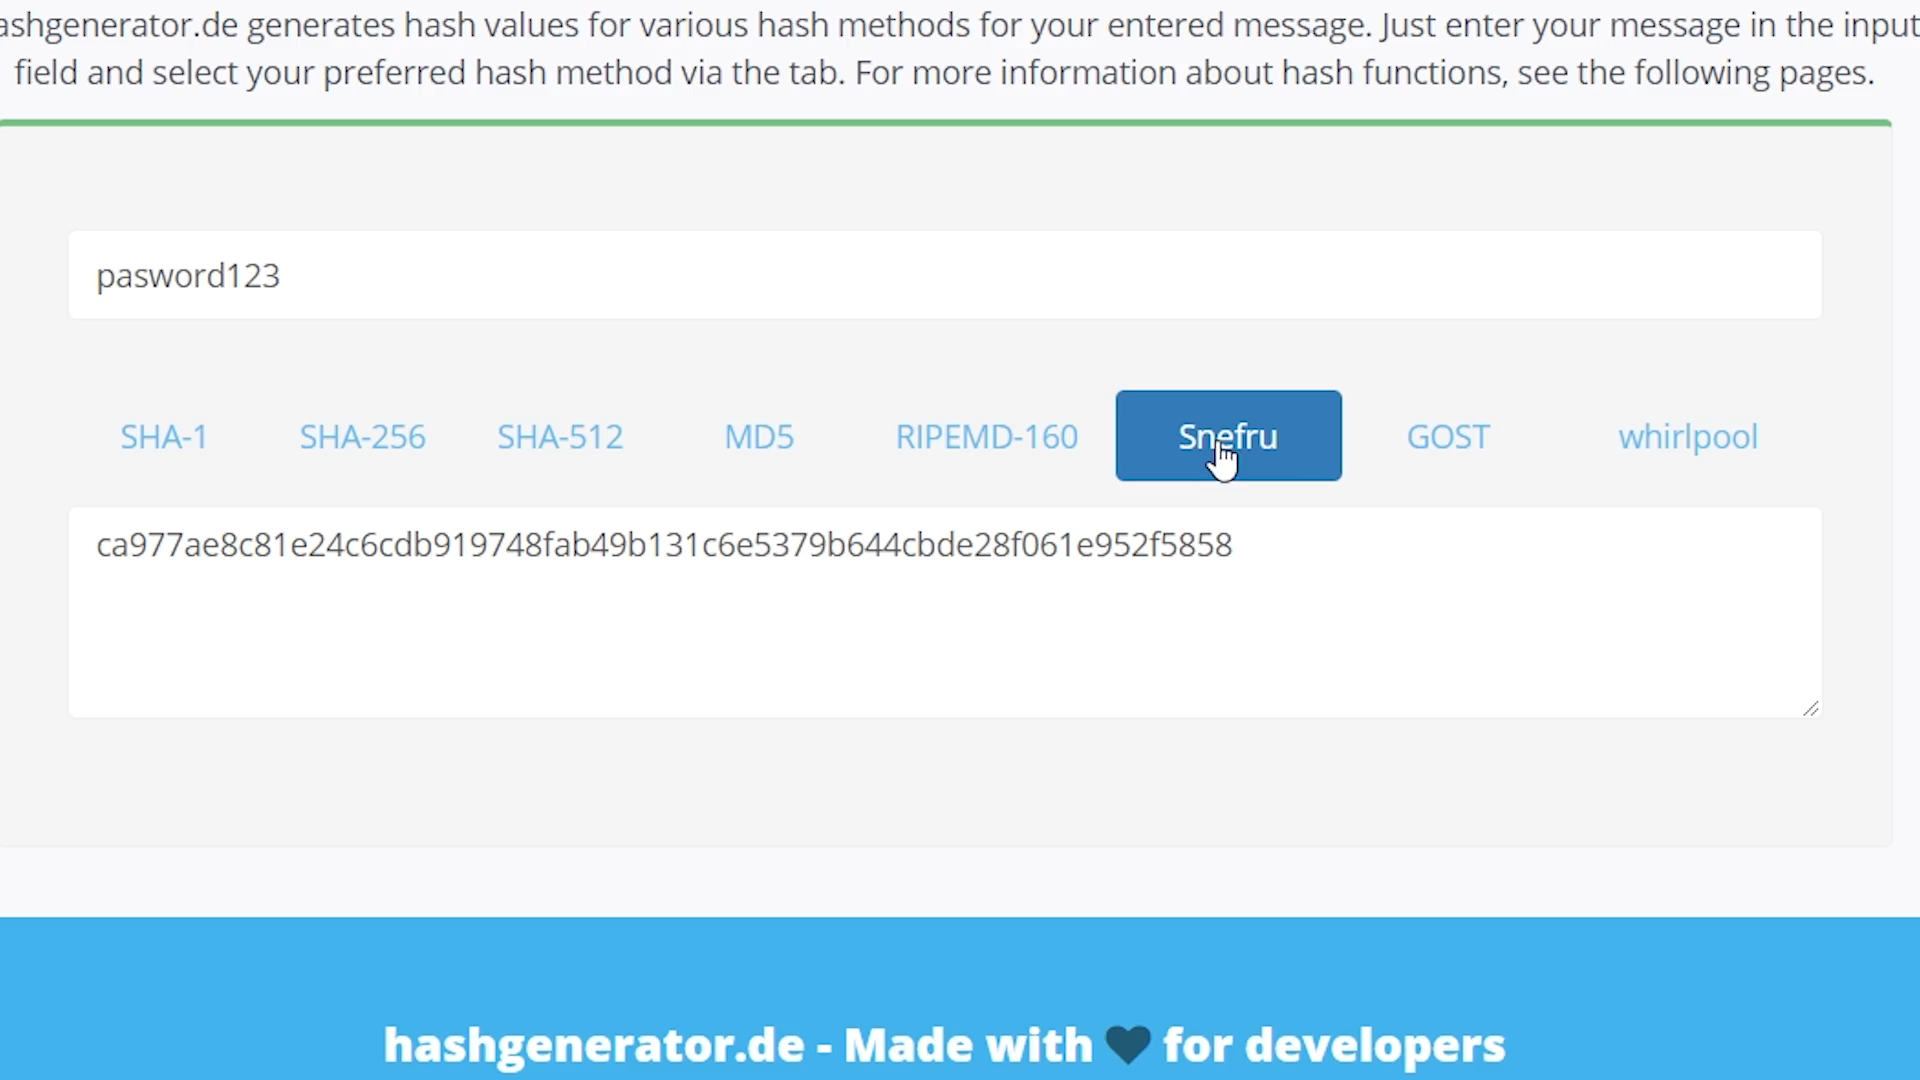 ashgenerator.de generates hash values for various hash methods for your entered message. Just enter your message in the input
field and select your preferred hash method via the tab. For more information about hash functions, see the following pages.
pasword123
SHA-1 SHA-256 SHA-512 MD5 RIPEMD-160 Snefru GOST whirlpool
ca977ae8c81e24c6cdb919748fab49b131c6e5379b644cbde28f061e952f5858
hashgenerator.de - Made with ♥ for developers